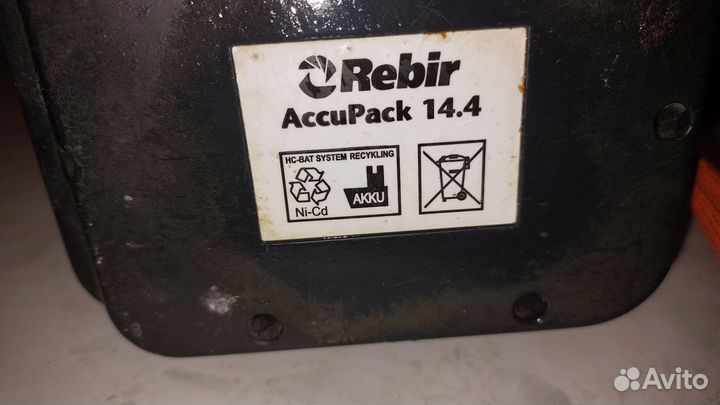 Rebir
AccuPack 14.4
HC-BAT SYSTEM RECYKLING
Ni-Cd
AKKU
Avito